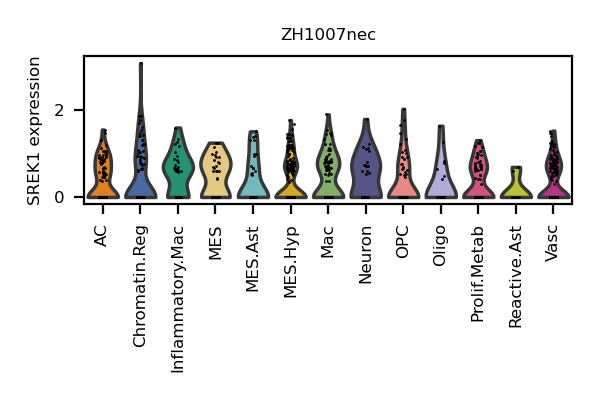 ZH1007nec
SREK1 expression
2
0
AC
Chromatin.Reg
Inflammatory.Mac
MES
MES.Ast
MES.Hyp
Mac
Neuron
OPC
Oligo
Prolif.Metab
Reactive.Ast
Vasc